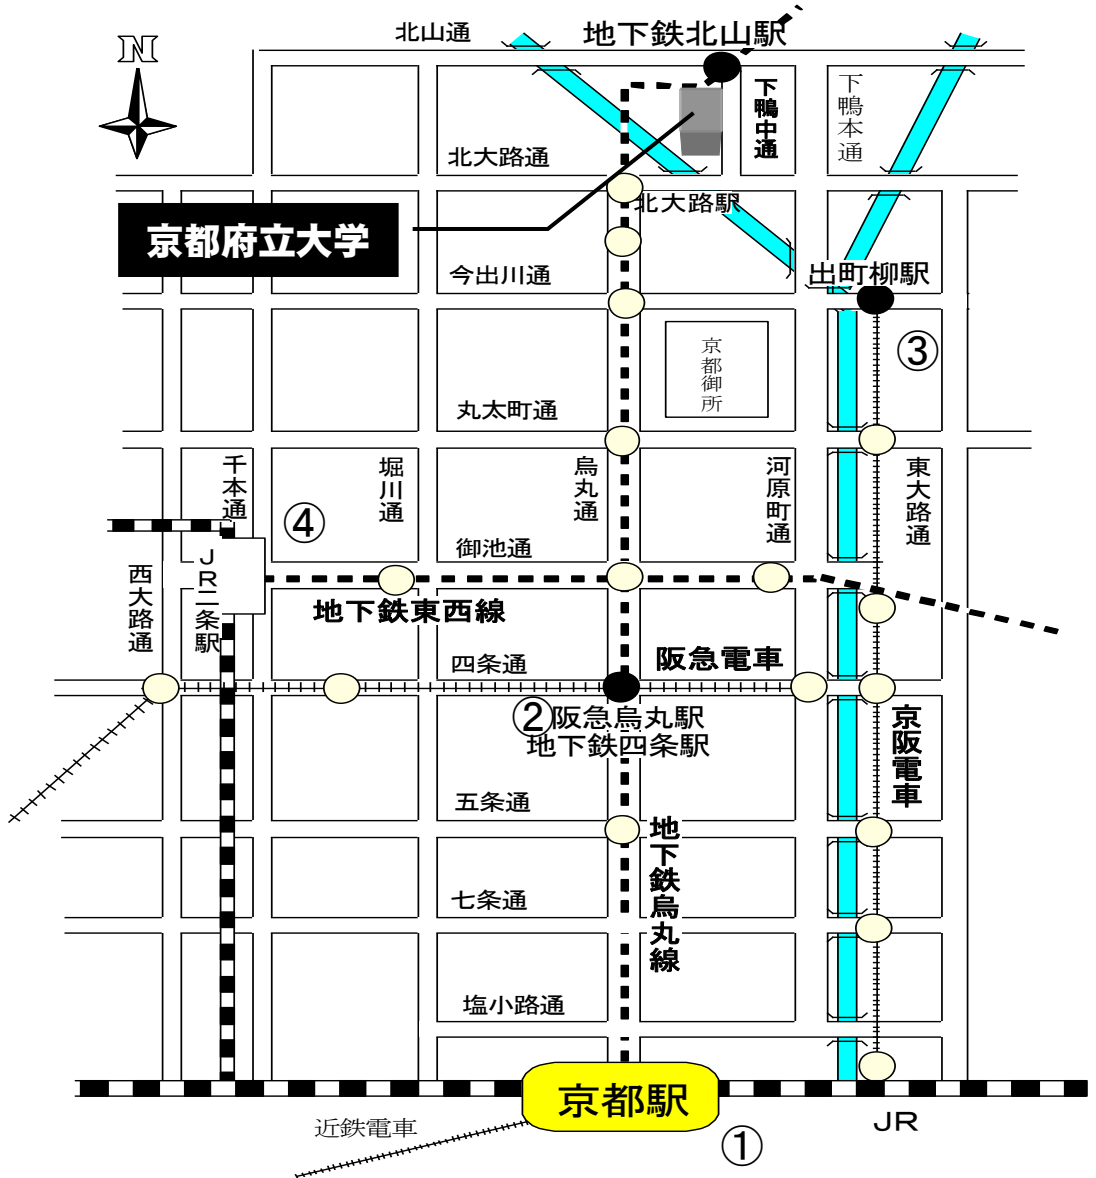 北山通
地下鉄北山駅
N
下鴨中通
下鴨本通
北大路通
北大路駅
京都府立大学
今出川通
出町柳駅
③
京都御所
丸太町通
千本通
堀川通
烏丸通
河原町通
東大路通
④
御池通
西大路通
JR二条駅
地下鉄東西線
四条通
阪急電車
②阪急烏丸駅
地下鉄四条駅
京阪電車
五条通
地下鉄烏丸線
七条通
塩小路通
京都駅
近鉄電車
JR
①